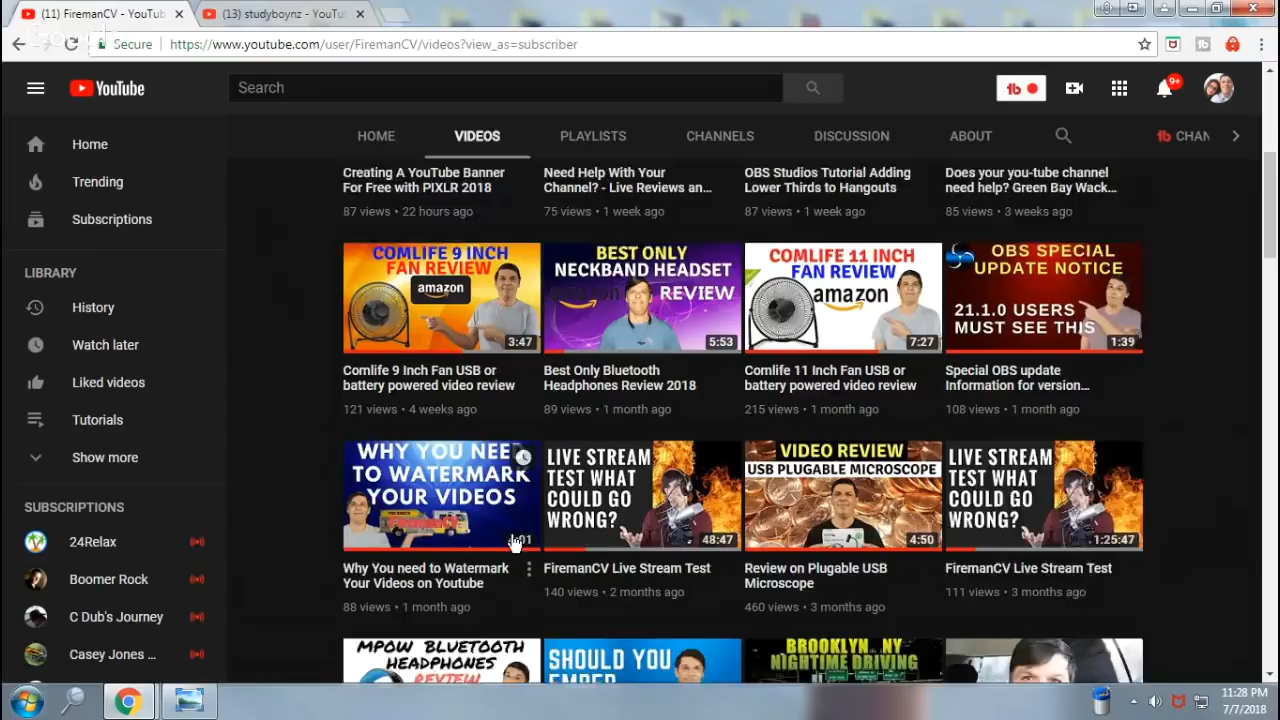 (11) FiremanCV - YouTub
(13) studyboynz - YouTu
Secure
https://www.youtube.com/user/FiremanCV/videos?view_as=subscriber
YouTube
Search
tb
9+
HOME
VIDEOS
PLAYLISTS
CHANNELS
DISCUSSION
ABOUT
tb CHAN
Home
Trending
Subscriptions
LIBRARY
History
Watch later
Liked videos
Tutorials
Show more
SUBSCRIPTIONS
24Relax
Boomer Rock
C Dub's Journey
Casey Jones ...
Creating A YouTube Banner
For Free with PIXLR 2018
87 views • 22 hours ago
Need Help With Your
Channel? - Live Reviews an...
75 views • 1 week ago
OBS Studios Tutorial Adding
Lower Thirds to Hangouts
87 views • 1 week ago
Does your you-tube channel
need help? Green Bay Wack...
85 views • 3 weeks ago
COMLIFE 9 INCH
FAN REVIEW
amazon
3:47
Comlife 9 Inch Fan USB or
battery powered video review
121 views • 4 weeks ago
BEST ONLY
NECKBAND HEADSET
REVIEW
5:53
Best Only Bluetooth
Headphones Review 2018
89 views • 1 month ago
COMLIFE 11 INCH
FAN REVIEW
amazon
7:27
Comlife 11 Inch Fan USB or
battery powered video review
215 views • 1 month ago
OBS SPECIAL
UPDATE NOTICE
21.1.0 USERS
MUST SEE THIS
1:39
Special OBS update
Information for version...
108 views • 1 month ago
WHY YOU NEED
TO WATERMARK
YOUR VIDEOS
FiremanCV
Why You need to Watermark
Your Videos on Youtube
88 views • 1 month ago
LIVE STREAM
TEST WHAT
COULD GO
WRONG?
48:47
FiremanCV Live Stream Test
140 views • 2 months ago
VIDEO REVIEW
USB PLUGABLE MICROSCOPE
4:50
Review on Plugable USB
Microscope
460 views • 3 months ago
LIVE STREAM
TEST WHAT
COULD GO
WRONG?
1:25:47
FiremanCV Live Stream Test
111 views • 3 months ago
MPOW BLUETOOTH
HEADPHONES
REVIEW
SHOULD YOU
EMBED
BROOKLYN, NY
NIGHTTIME DRIVING
11:28 PM
7/7/2018